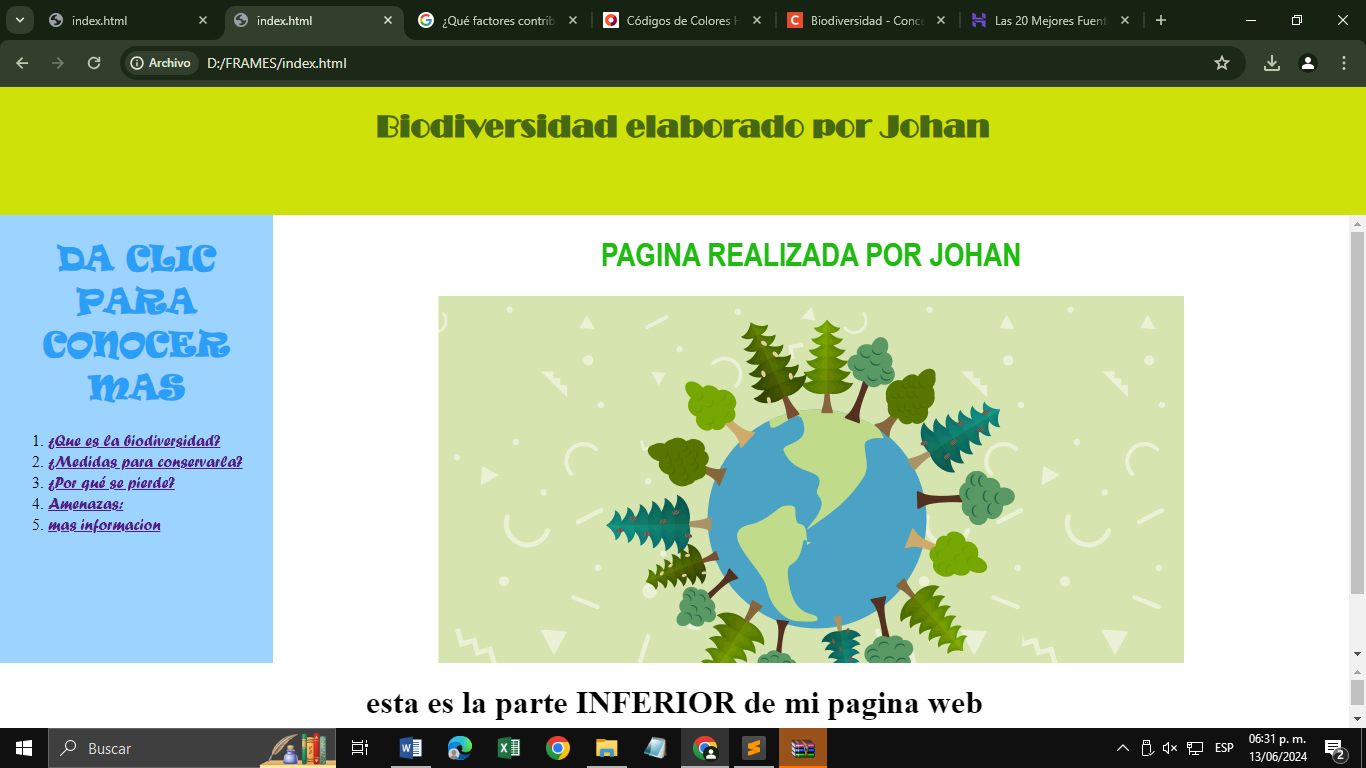 index.html
index.html
¿Qué factores contrib
Códigos de Colores H
Biodiversidad - Conce
Las 20 Mejores Fuent
Archivo
D:/FRAMES/index.html
Biodiversidad elaborado por Johan
DA CLIC
PARA
CONOCER
MAS
1. ¿Que es la biodiversidad?
2. ¿Medidas para conservarla?
3. ¿Por qué se pierde?
4. Amenazas:
5. mas informacion
PAGINA REALIZADA POR JOHAN
esta es la parte INFERIOR de mi pagina web
Buscar
ESP
06:31 p. m.
13/06/2024
2